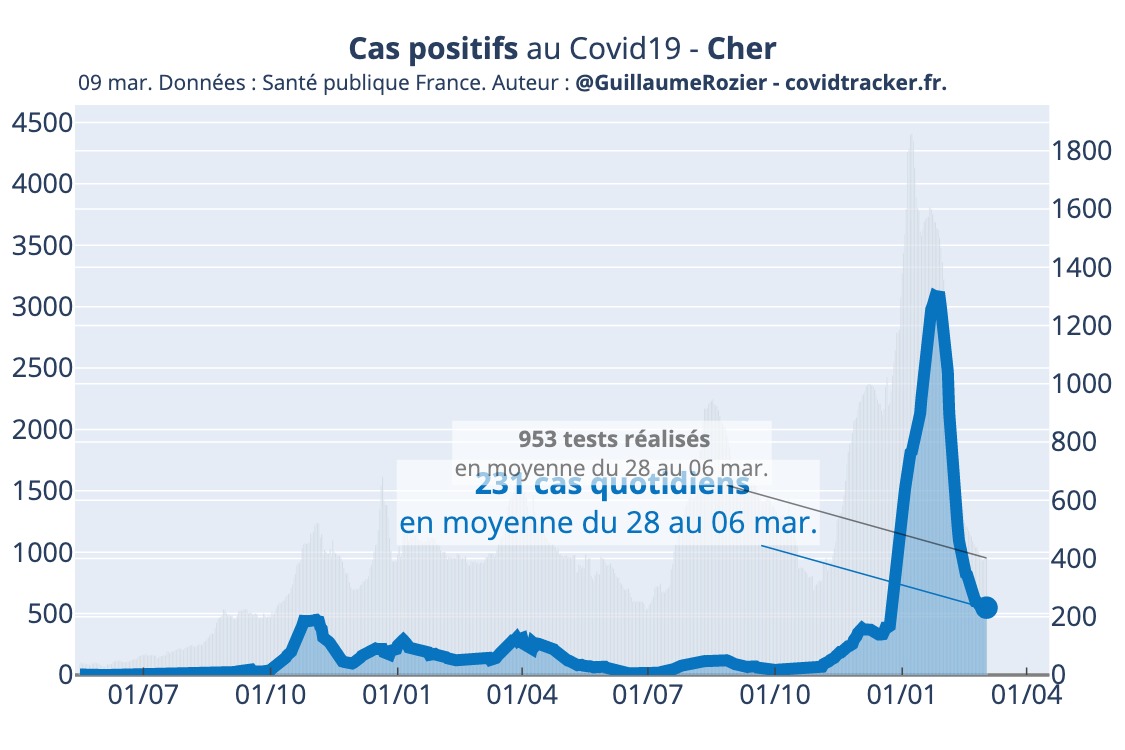 Cas positifs au Covid19 - Cher
09 mar. Données : Santé publique France. Auteur : @GuillaumeRozier - covidtracker.fr.
4500
4000
3500
3000
2500
2000
1500
1000
500
0
1800
1600
1400
1200
1000
800
600
400
200
0
953 tests réalisés
en moyenne du 28 au 06 mar.
231 cas quotidiens
en moyenne du 28 au 06 mar.
01/07 01/10 01/01 01/04 01/07 01/10 01/01 01/04